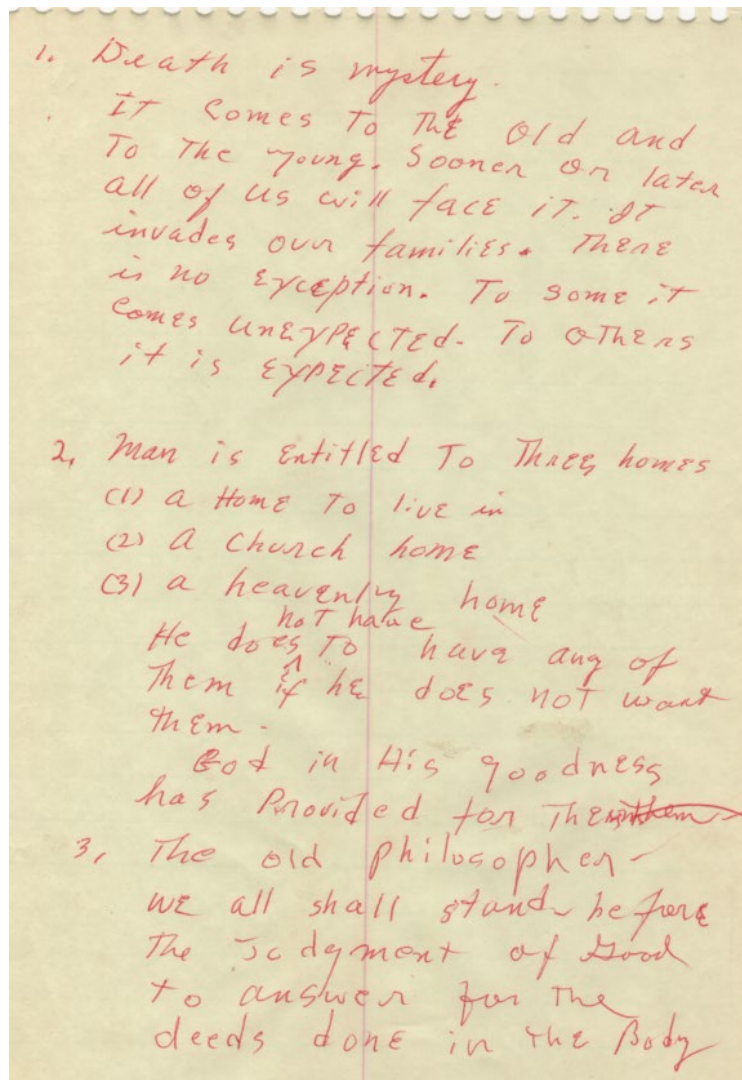 1. Death is mystery.
It comes to the old and
To the young. Sooner or later
all of us will face it. It
invades our families. There
is no exception. To some it
comes unexpected. To others
it is expected.
2. Man is entitled To Three homes
(1) a Home To live in
(2) a church home
(3) a heavenly home
not have
He does To have any of
Them if he does not want
them.
God in His goodness
has Provided for Them
3. The old philosopher -
we all shall stand before
the Judgment of Good
to answer for the
deeds done in the Body